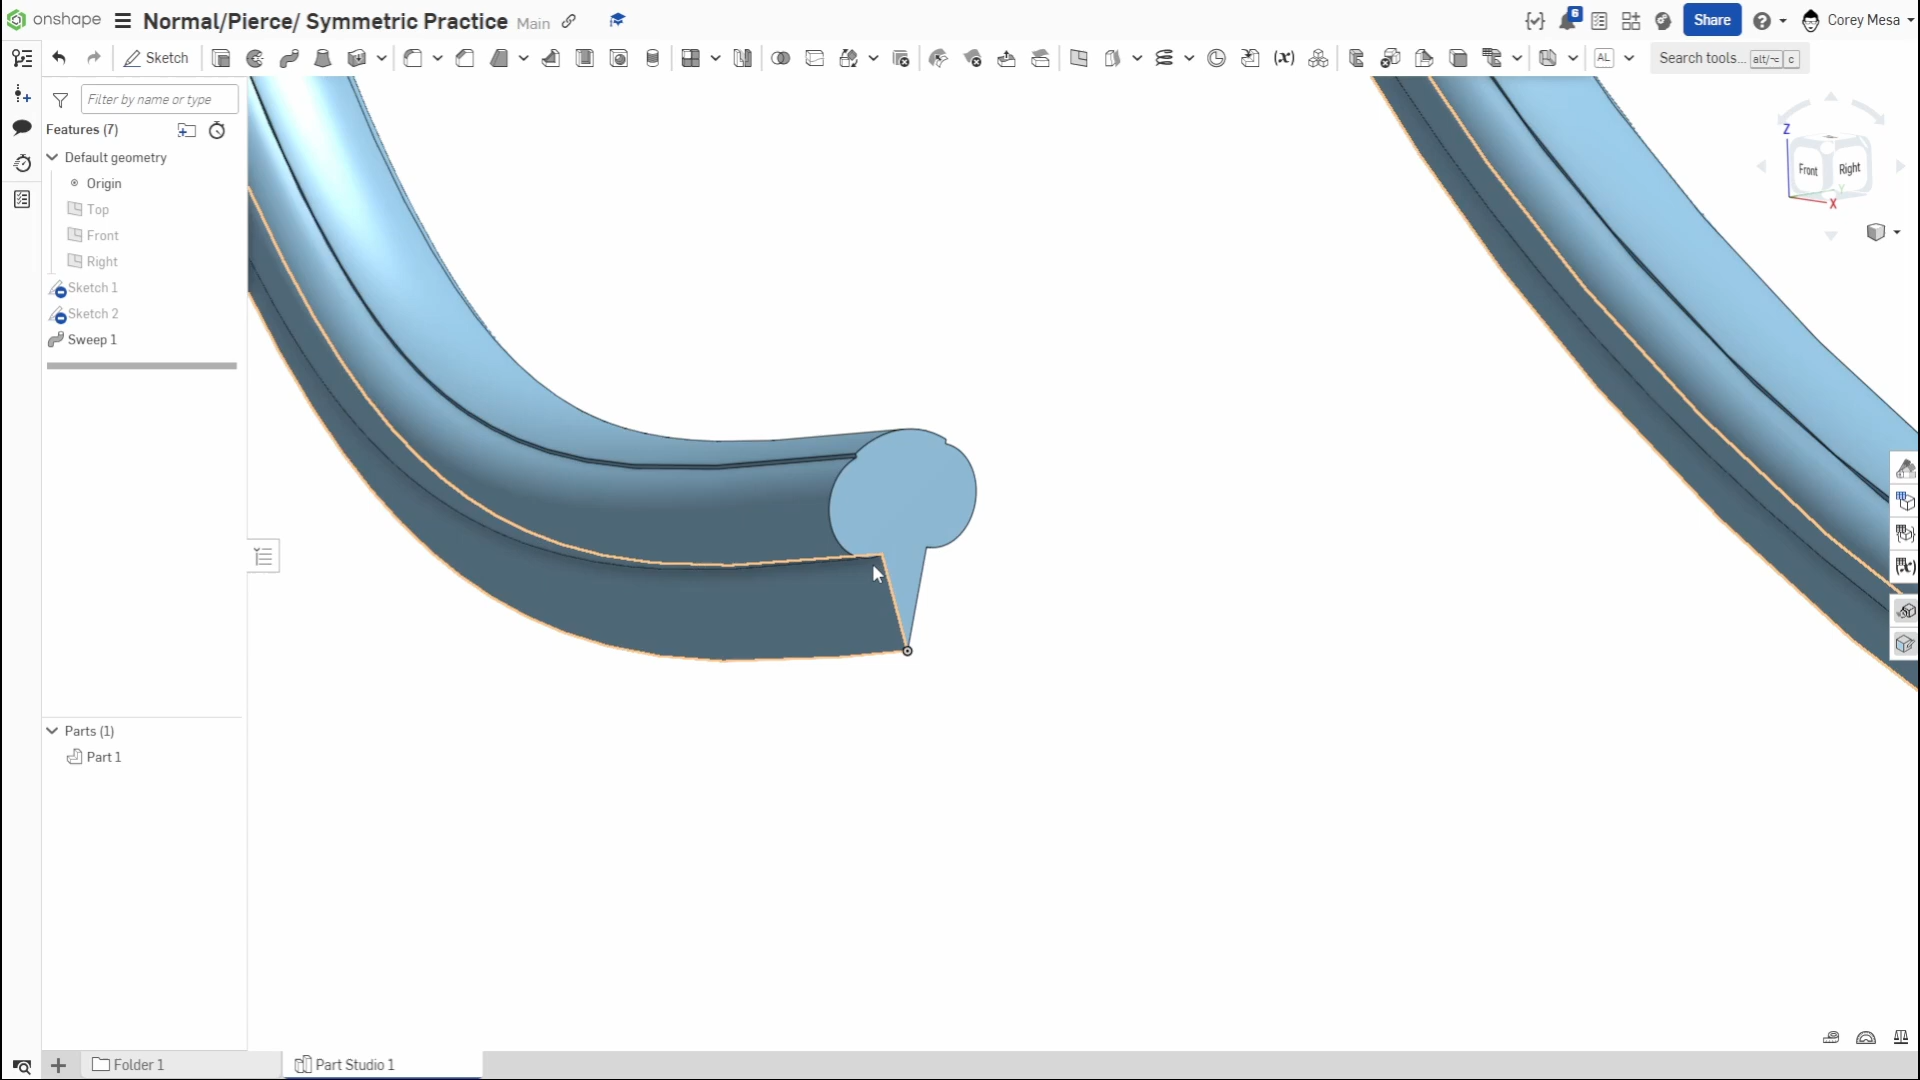 onshape Normal/Pierce/ Symmetric Practice Main 6 Share Corey Mesa
Sketch AL Search tools... alt/⌥ c
Filter by name or type
Features (7)
Default geometry
Origin
Top
Front
Right
Sketch 1
Sketch 2
Sweep 1
Z
Front Right
Y
X
(x)
Parts (1)
Part 1
Folder 1 Part Studio 1